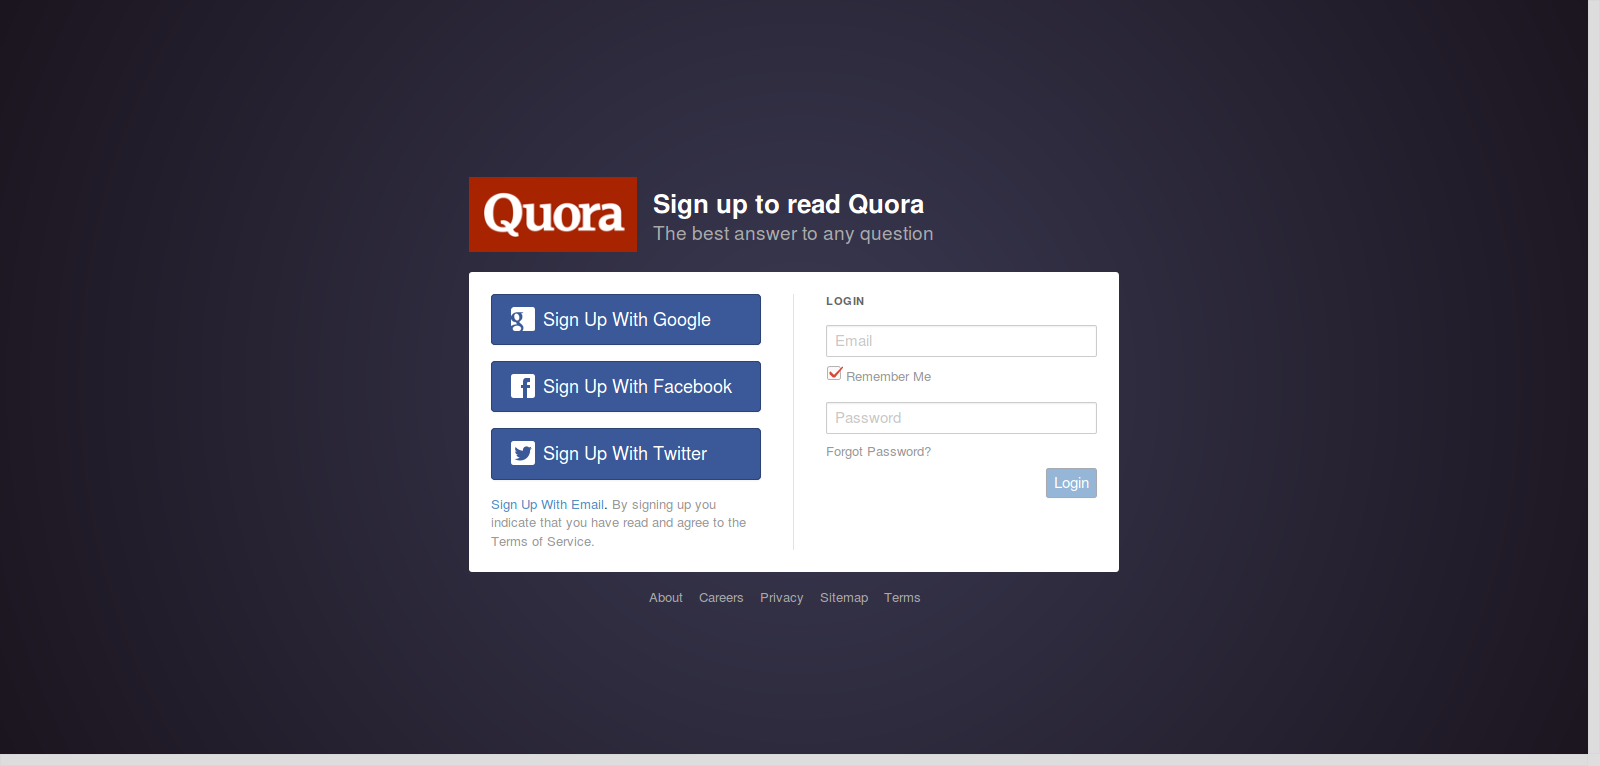 Quora
Sign up to read Quora
The best answer to any question
g Sign Up With Google
f Sign Up With Facebook
Sign Up With Twitter
Sign Up With Email. By signing up you
indicate that you have read and agree to the
Terms of Service.
LOGIN
Email
Remember Me
Password
Forgot Password?
Login
About Careers Privacy Sitemap Terms